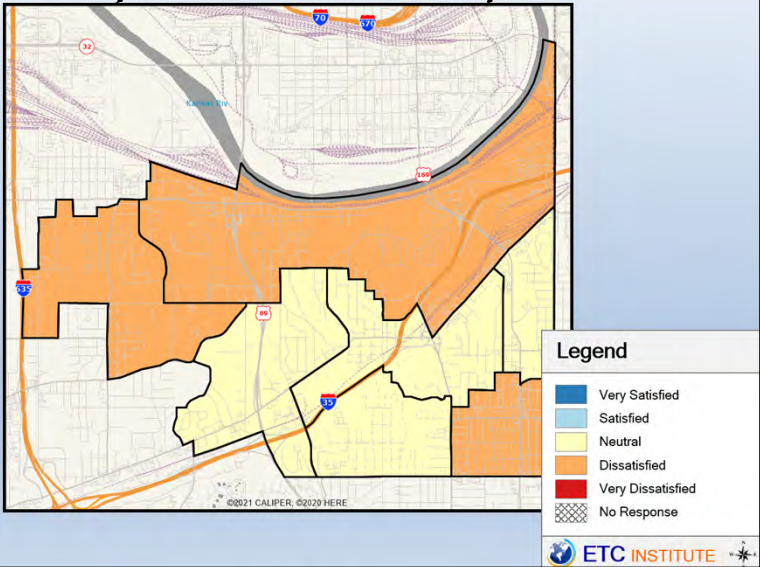 70
670
32
Kansas Riv
169
635
69
35
©2021 CALIPER; ©2020 HERE
Legend
Very Satisfied
Satisfied
Neutral
Dissatisfied
Very Dissatisfied
No Response
ETC INSTITUTE